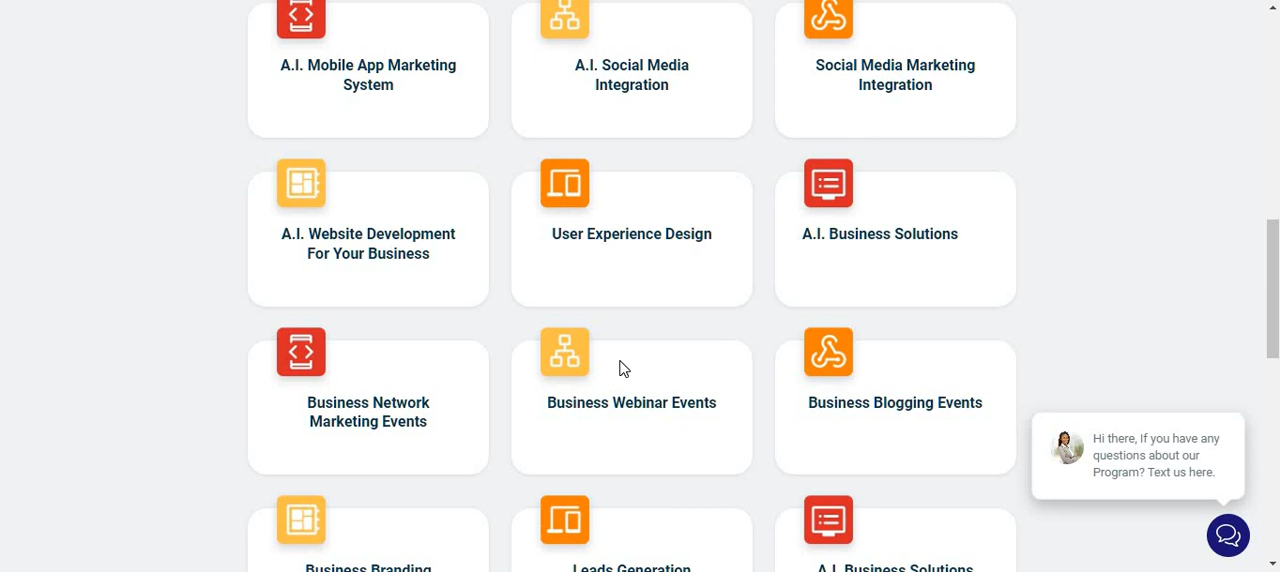 A.I. Mobile App Marketing
System
A.I. Social Media
Integration
Social Media Marketing
Integration
A.I. Website Development
For Your Business
User Experience Design
A.I. Business Solutions
Business Network
Marketing Events
Business Webinar Events
Business Blogging Events
Hi there, If you have any
questions about our
Program? Text us here.
Business Branding
Leads Generation
A.I. Business Solutions